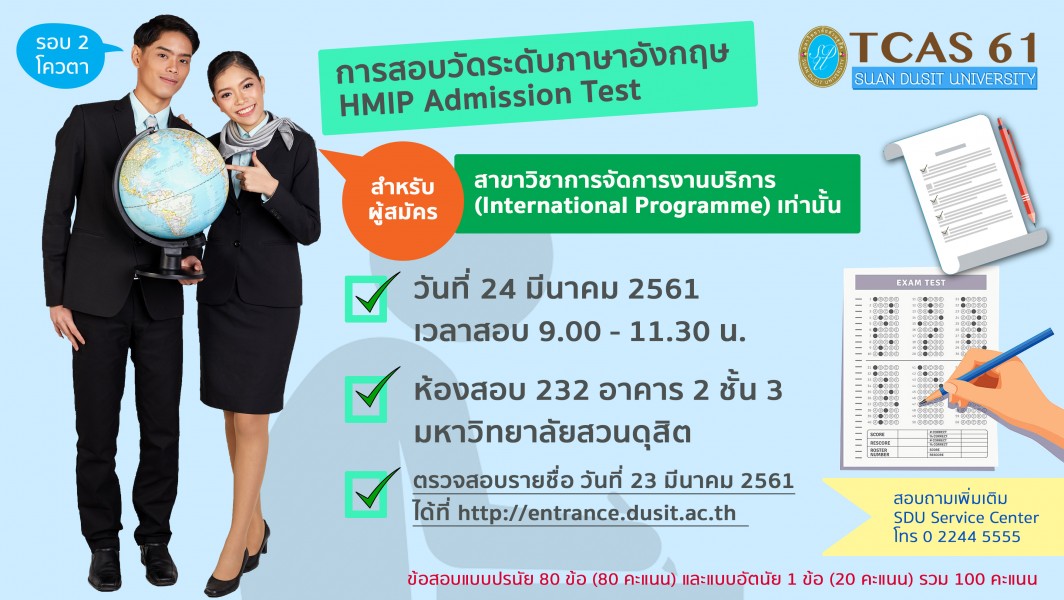 รอบ 2
โควตา
การสอบวัดระดับภาษาอังกฤษ
HMIP Admission Test
TCAS 61
SUAN DUSIT UNIVERSITY
สำหรับ
ผู้สมัคร
สาขาวิชาการจัดการงานบริการ
(International Programme) เท่านั้น
วันที่ 24 มีนาคม 2561
เวลาสอบ 9.00 - 11.30 น.
ห้องสอบ 232 อาคาร 2 ชั้น 3
มหาวิทยาลัยสวนดุสิต
ตรวจสอบรายชื่อ วันที่ 23 มีนาคม 2561
ได้ที่ http://entrance.dusit.ac.th
EXAM TEST
SCORE
RESCORE
ROSTER
NUMBER
สอบถามเพิ่มเติม
SDU Service Center
โทร 0 2244 5555
ข้อสอบแบบปรนัย 80 ข้อ (80 คะแนน) และแบบอัตนัย 1 ข้อ (20 คะแนน) รวม 100 คะแนน